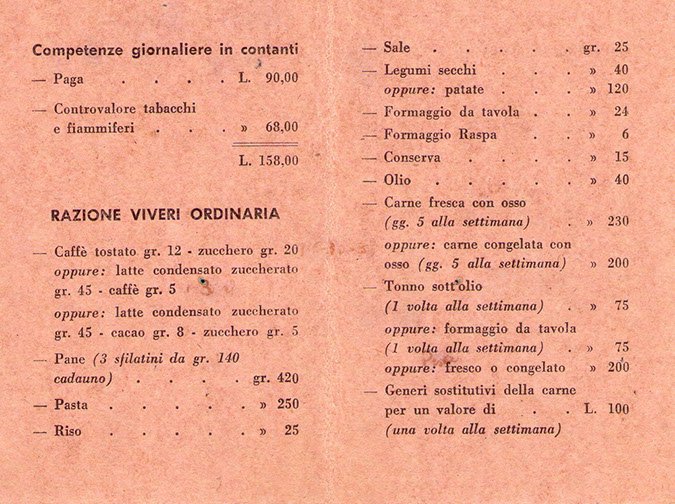 Competenze giornaliere in contanti
— Paga . . . . L. 90,00
— Controvalore tabacchi
e fiammiferi . . . » 68,00
L. 158,00
RAZIONE VIVERI ORDINARIA
— Caffè tostato gr. 12 - zucchero gr. 20
oppure: latte condensato zuccherato
gr. 45 - caffè gr. 5
oppure: latte condensato zuccherato
gr. 45 - cacao gr. 8 - zucchero gr. 5
— Pane (3 sfilatini da gr. 140
cadauno) . . . . gr. 420
— Pasta . . . . . » 250
— Riso . . . . . » 25
— Sale . . . . . gr. 25
— Legumi secchi . . . » 40
oppure: patate . . . » 120
— Formaggio da tavola . . » 24
— Formaggio Raspa . . » 6
— Conserva . . . . » 15
— Olio . . . . . » 40
— Carne fresca con osso
(gg. 5 alla settimana) . » 230
oppure: carne congelata con
osso (gg. 5 alla settimana) » 200
— Tonno sott'olio
(1 volta alla settimana) . » 75
oppure: formaggio da tavola
(1 volta alla settimana) . » 75
oppure: fresco o congelato » 200
— Generi sostitutivi della carne
per un valore di . . L. 100
(una volta alla settimana)